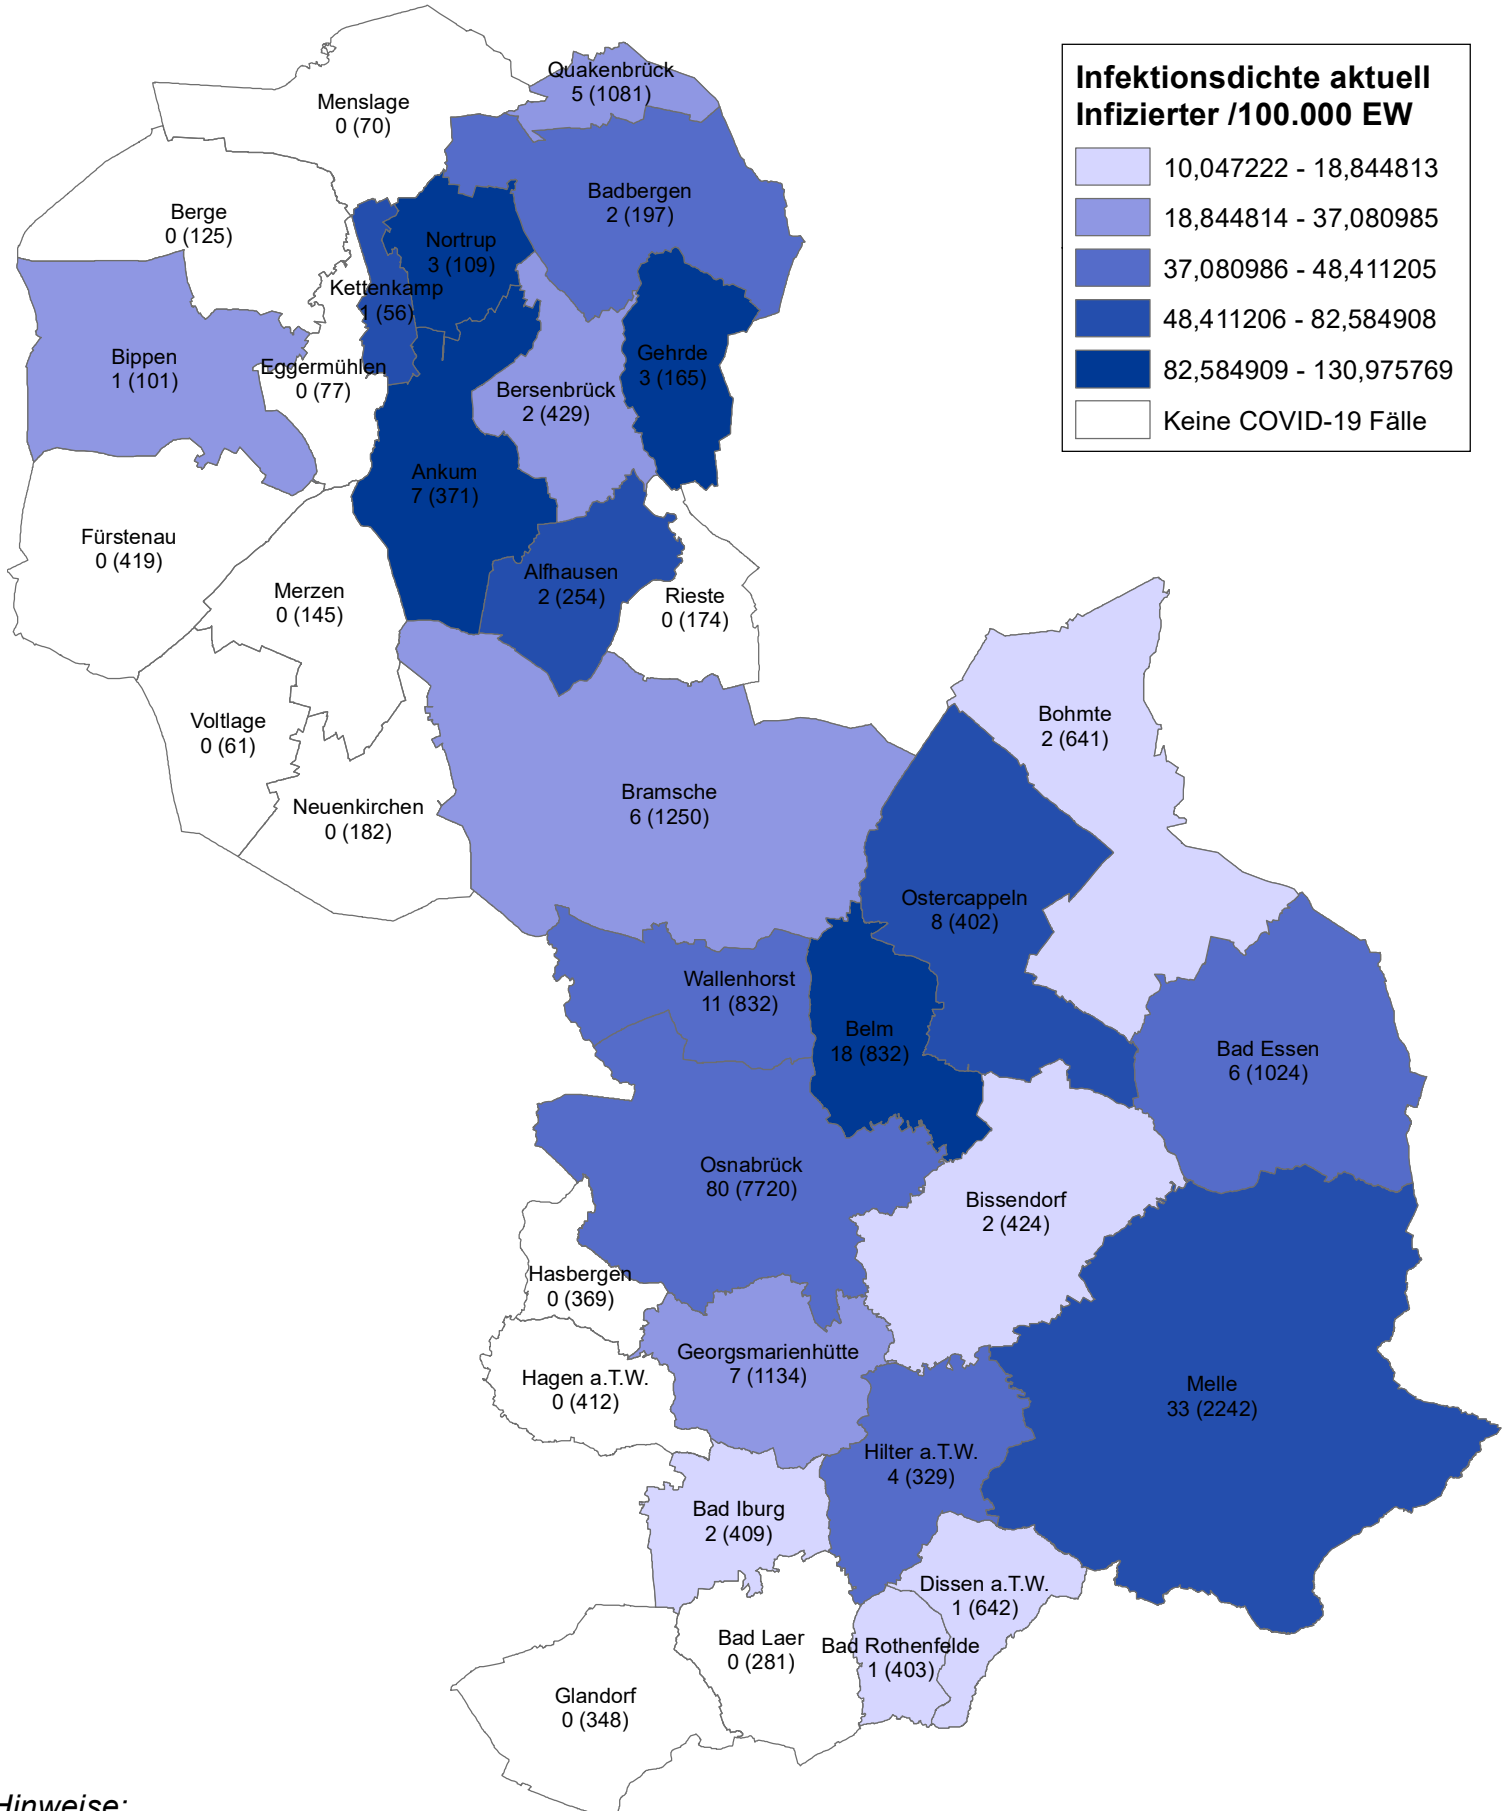 Infektionsdichte aktuell
Infizierter /100.000 EW
10,047222 - 18,844813
18,844814 - 37,080985
37,080986 - 48,411205
48,411206 - 82,584908
82,584909 - 130,975769
Keine COVID-19 Fälle
Quakenbrück
5 (1081)
Menslage
0 (70)
Badbergen
2 (197)
Berge
0 (125)
Nortrup
3 (109)
Kettenkamp
1 (56)
Bippen
1 (101)
Eggermühlen
0 (77)
Gehrde
3 (165)
Bersenbrück
2 (429)
Ankum
7 (371)
Fürstenau
0 (419)
Alfhausen
2 (254)
Merzen
0 (145)
Rieste
0 (174)
Voltlage
0 (61)
Bohmte
2 (641)
Bramsche
6 (1250)
Neuenkirchen
0 (182)
Ostercappeln
8 (402)
Wallenhorst
11 (832)
Belm
18 (832)
Bad Essen
6 (1024)
Osnabrück
80 (7720)
Bissendorf
2 (424)
Hasbergen
0 (369)
Georgsmarienhütte
7 (1134)
Hagen a.T.W.
0 (412)
Melle
33 (2242)
Hilter a.T.W.
4 (329)
Bad Iburg
2 (409)
Dissen a.T.W.
1 (642)
Bad Laer
0 (281)
Bad Rothenfelde
1 (403)
Glandorf
0 (348)
Hinweise: